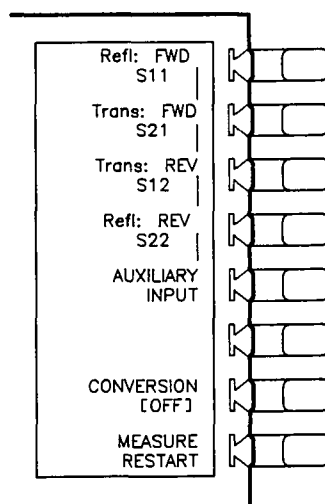 Refl: FWD
S11
Trans: FWD
S21
Trans: REV
S12
Refl: REV
S22
AUXILIARY
INPUT
CONVERSION
[OFF]
MEASURE
RESTART